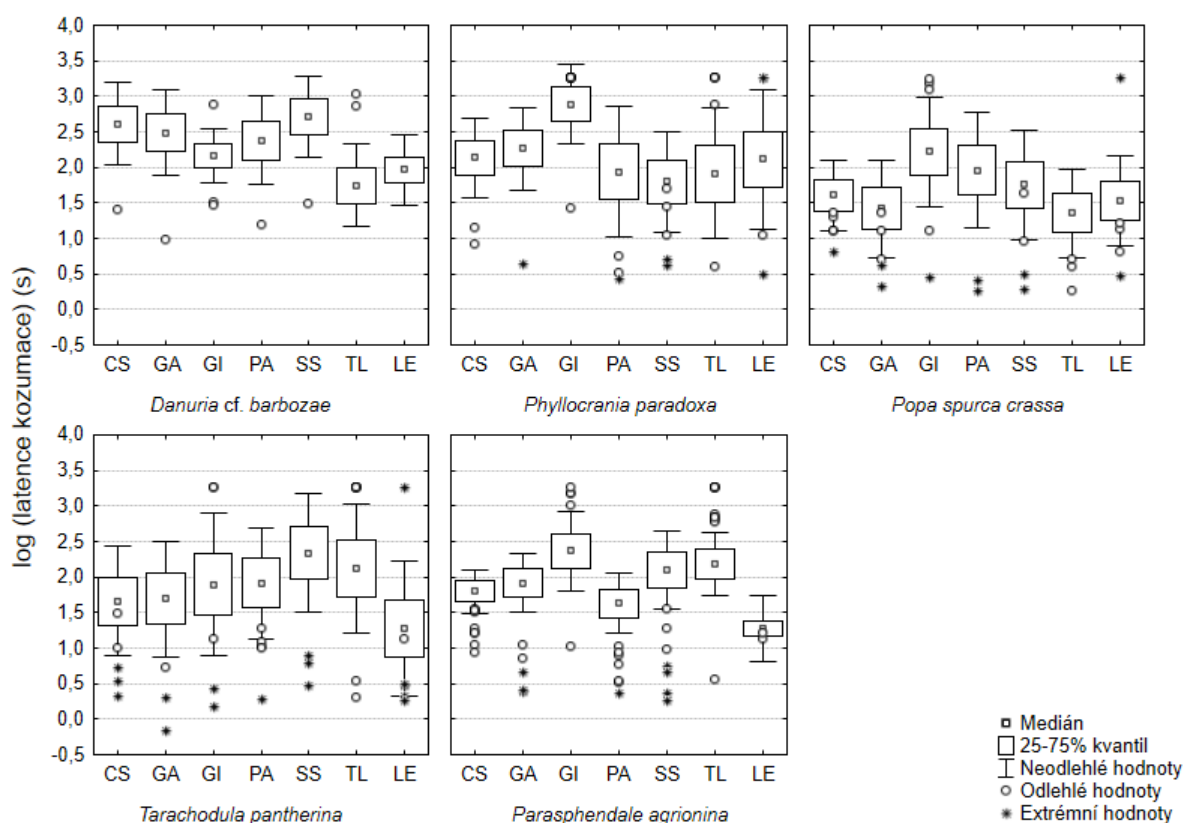 log (latence kozumace) (s)
4,0
3,5
3,0
2,5
2,0
1,5
1,0
0,5
0,0
-0,5
CS GA GI PA SS TL LE CS GA GI PA SS TL LE CS GA GI PA SS TL LE
Danuria cf. barbozae Phyllocrania paradoxa Popa spurca crassa
4,0
3,5
3,0
2,5
2,0
1,5
1,0
0,5
0,0
-0,5
CS GA GI PA SS TL LE CS GA GI PA SS TL LE
Tarachodula pantherina Parasphendale agrionina
Medián
25-75% kvantil
Neodlehlé hodnoty
Odlehlé hodnoty
Extrémní hodnoty